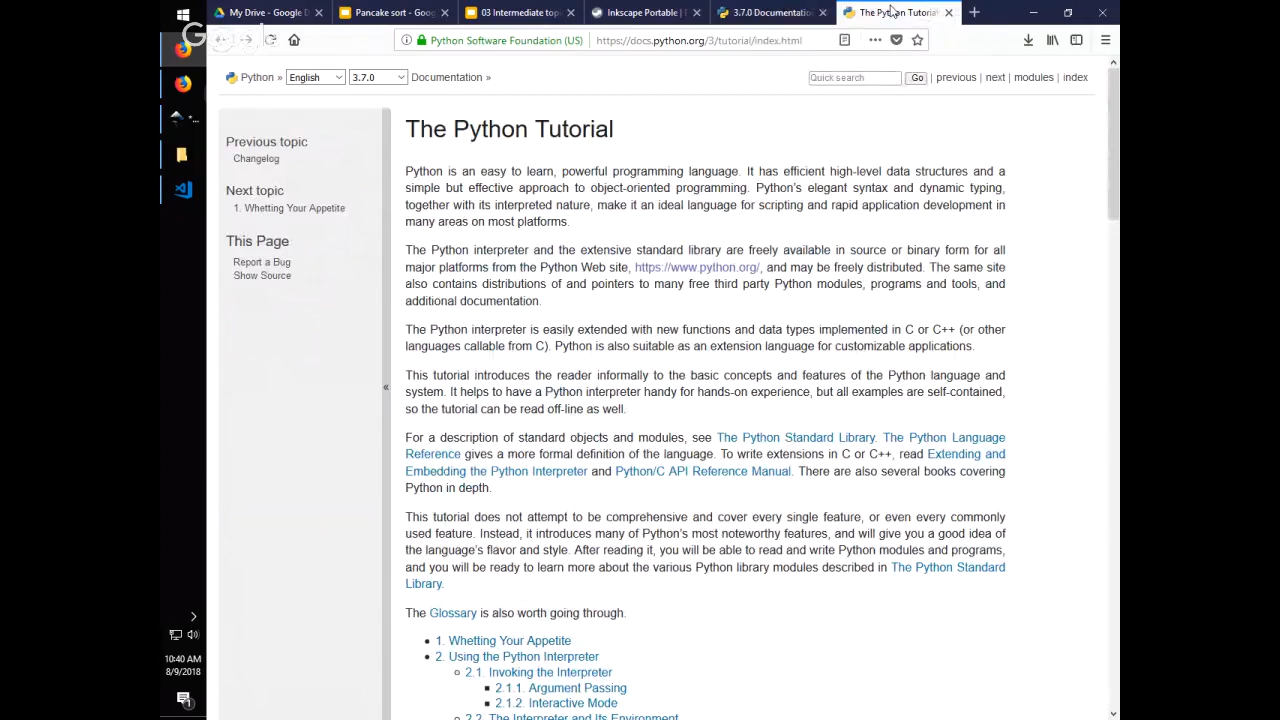 My Drive - Google D
Pancake sort - Goog
03 Intermediate top
Inkscape Portable |
3.7.0 Documentation
The Python Tutorial
Python Software Foundation (US)
https://docs.python.org/3/tutorial/index.html
Python » English 3.7.0 Documentation »
Quick search Go | previous | next | modules | index
Previous topic
Changelog
Next topic
1. Whetting Your Appetite
This Page
Report a Bug
Show Source
«
The Python Tutorial
Python is an easy to learn, powerful programming language. It has efficient high-level data structures and a
simple but effective approach to object-oriented programming. Python's elegant syntax and dynamic typing,
together with its interpreted nature, make it an ideal language for scripting and rapid application development in
many areas on most platforms.
The Python interpreter and the extensive standard library are freely available in source or binary form for all
major platforms from the Python Web site, https://www.python.org/, and may be freely distributed. The same site
also contains distributions of and pointers to many free third party Python modules, programs and tools, and
additional documentation.
The Python interpreter is easily extended with new functions and data types implemented in C or C++ (or other
languages callable from C). Python is also suitable as an extension language for customizable applications.
This tutorial introduces the reader informally to the basic concepts and features of the Python language and
system. It helps to have a Python interpreter handy for hands-on experience, but all examples are self-contained,
so the tutorial can be read off-line as well.
For a description of standard objects and modules, see The Python Standard Library. The Python Language
Reference gives a more formal definition of the language. To write extensions in C or C++, read Extending and
Embedding the Python Interpreter and Python/C API Reference Manual. There are also several books covering
Python in depth.
This tutorial does not attempt to be comprehensive and cover every single feature, or even every commonly
used feature. Instead, it introduces many of Python's most noteworthy features, and will give you a good idea of
the language's flavor and style. After reading it, you will be able to read and write Python modules and programs,
and you will be ready to learn more about the various Python library modules described in The Python Standard
Library.
The Glossary is also worth going through.
1. Whetting Your Appetite
2. Using the Python Interpreter
2.1. Invoking the Interpreter
2.1.1. Argument Passing
2.1.2. Interactive Mode
2.2. The Interpreter and Its Environment
10:40 AM
8/9/2018
1